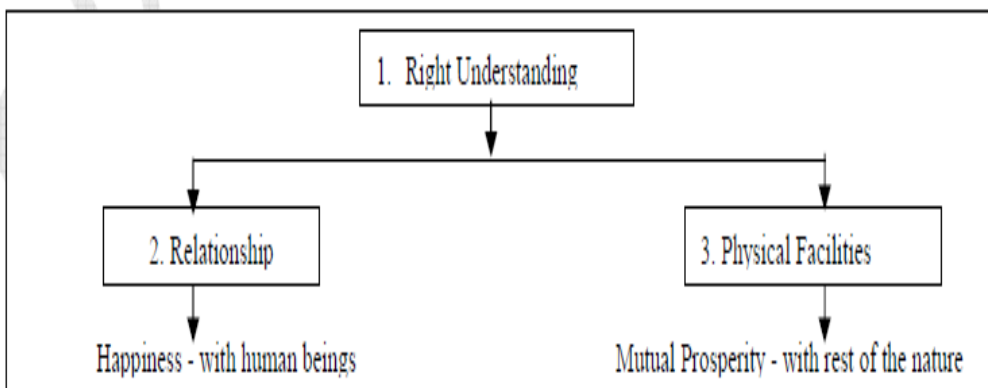 1. Right Understanding
2. Relationship
3. Physical Facilities
Happiness - with human beings
Mutual Prosperity - with rest of the nature